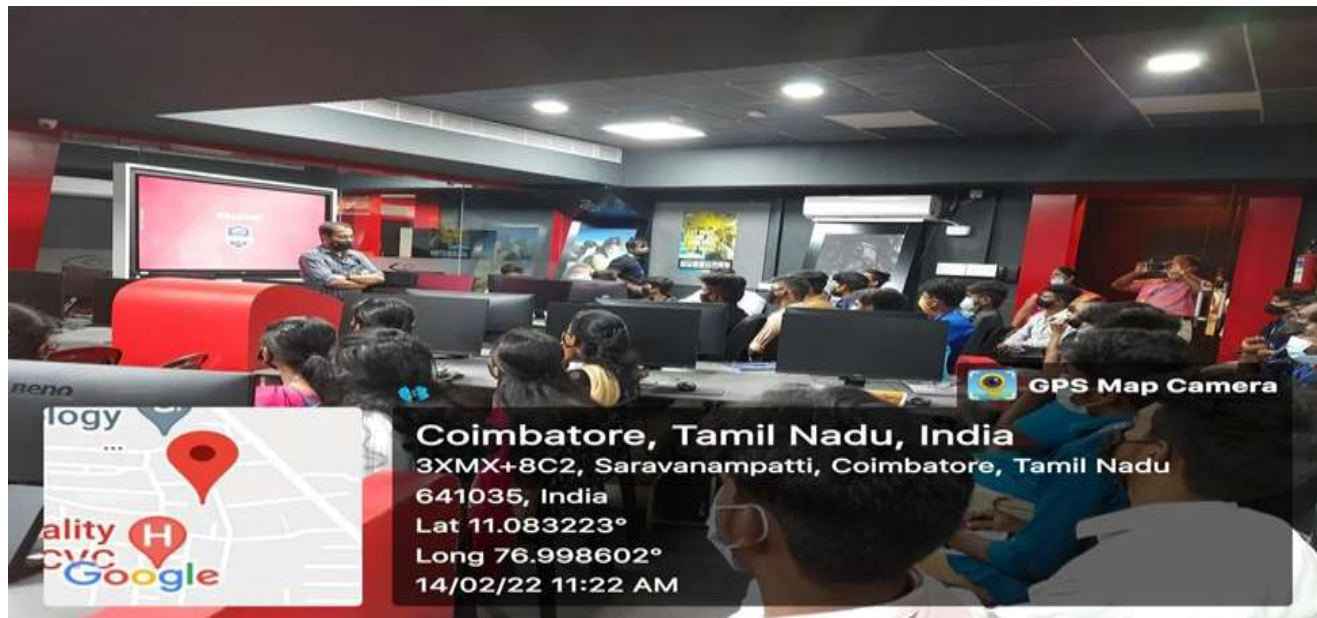 BenQ
GPS Map Camera
logy
ality
CVC
H
Google
Coimbatore, Tamil Nadu, India
3XMX+8C2, Saravanampatti, Coimbatore, Tamil Nadu
641035, India
Lat 11.083223°
Long 76.998602°
14/02/22 11:22 AM